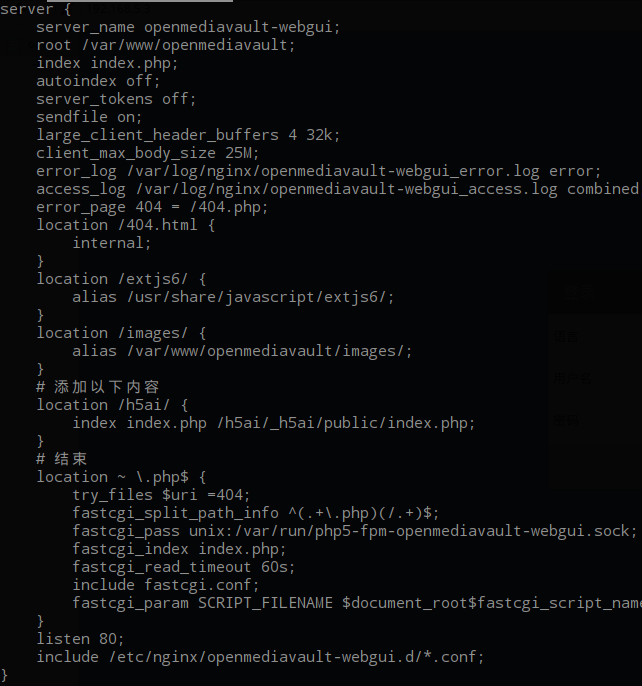 server {
    server_name openmediavault-webgui;
    root /var/www/openmediavault;
    index index.php;
    autoindex off;
    server_tokens off;
    sendfile on;
    large_client_header_buffers 4 32k;
    client_max_body_size 25M;
    error_log /var/log/nginx/openmediavault-webgui_error.log error;
    access_log /var/log/nginx/openmediavault-webgui_access.log combined
    error_page 404 = /404.php;
    location /404.html {
        internal;
    }
    location /extjs6/ {
        alias /usr/share/javascript/extjs6/;
    }
    location /images/ {
        alias /var/www/openmediavault/images/;
    }
    # 添加以下内容
    location /h5ai/ {
        index index.php /h5ai/_h5ai/public/index.php;
    }
    # 结束
    location ~ \.php$ {
        try_files $uri =404;
        fastcgi_split_path_info ^(.+\.php)(/.+)$;
        fastcgi_pass unix:/var/run/php5-fpm-openmediavault-webgui.sock;
        fastcgi_index index.php;
        fastcgi_read_timeout 60s;
        include fastcgi.conf;
        fastcgi_param SCRIPT_FILENAME $document_root$fastcgi_script_name
    }
    listen 80;
    include /etc/nginx/openmediavault-webgui.d/*.conf;
}